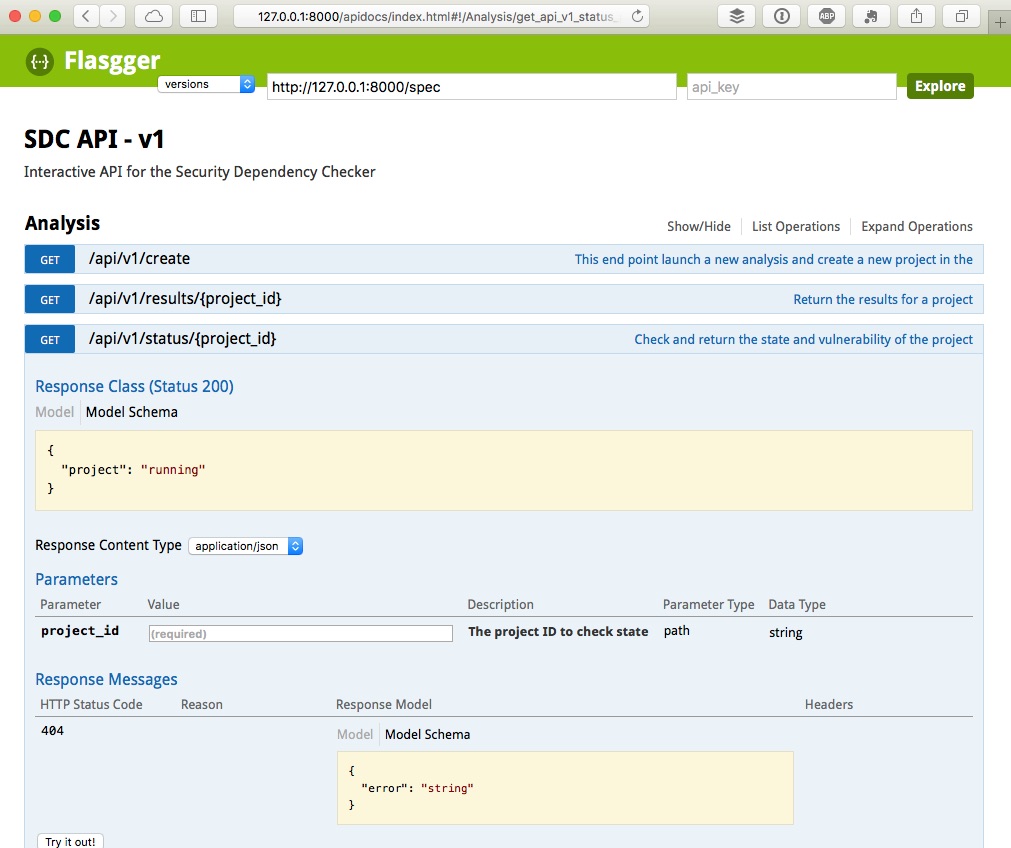 127.0.0.1:8000/apidocs/index.html#!/Analysis/get_api_v1_status_
ABP
{···} Flasgger
versions
http://127.0.0.1:8000/spec
api_key
Explore
SDC API - v1
Interactive API for the Security Dependency Checker
Analysis
Show/Hide List Operations Expand Operations
GET /api/v1/create This end point launch a new analysis and create a new project in the
GET /api/v1/results/{project_id} Return the results for a project
GET /api/v1/status/{project_id} Check and return the state and vulnerability of the project
Response Class (Status 200)
Model Model Schema
{
"project": "running"
}
Response Content Type application/json
Parameters
Parameter Value Description Parameter Type Data Type
project_id (required) The project ID to check state path string
Response Messages
HTTP Status Code Reason Response Model Headers
404
Model Model Schema
{
"error": "string"
}
Try it out!